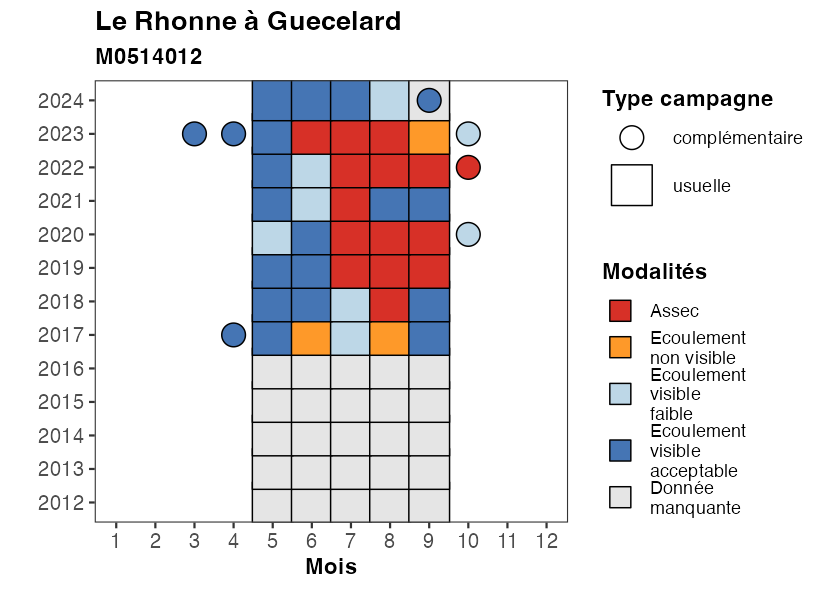 Le Rhonne à Guecelard
M0514012
2024
2023
2022
2021
2020
2019
2018
2017
2016
2015
2014
2013
2012
1 2 3 4 5 6 7 8 9 10 11 12
Mois
Type campagne
complémentaire
usuelle
Modalités
Assec
Ecoulement
non visible
Ecoulement
visible
faible
Ecoulement
visible
acceptable
Donnée
manquante